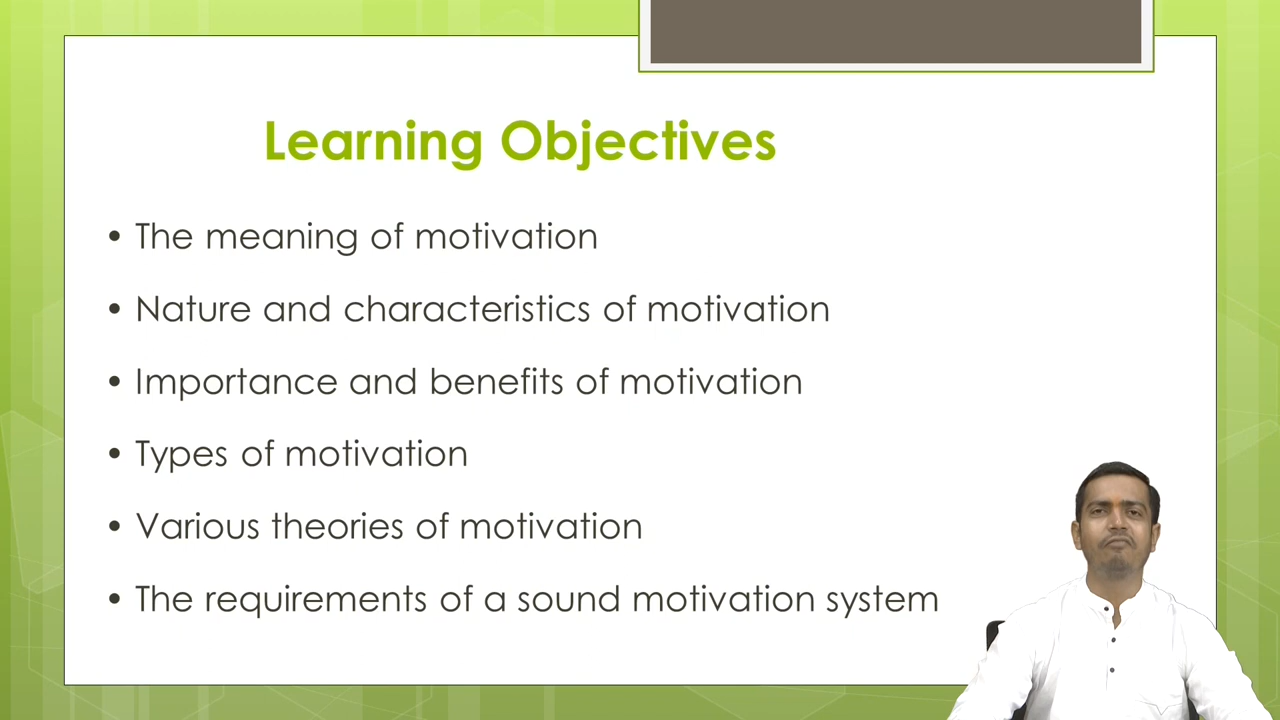 Learning Objectives
• The meaning of motivation
• Nature and characteristics of motivation
• Importance and benefits of motivation
• Types of motivation
• Various theories of motivation
• The requirements of a sound motivation system